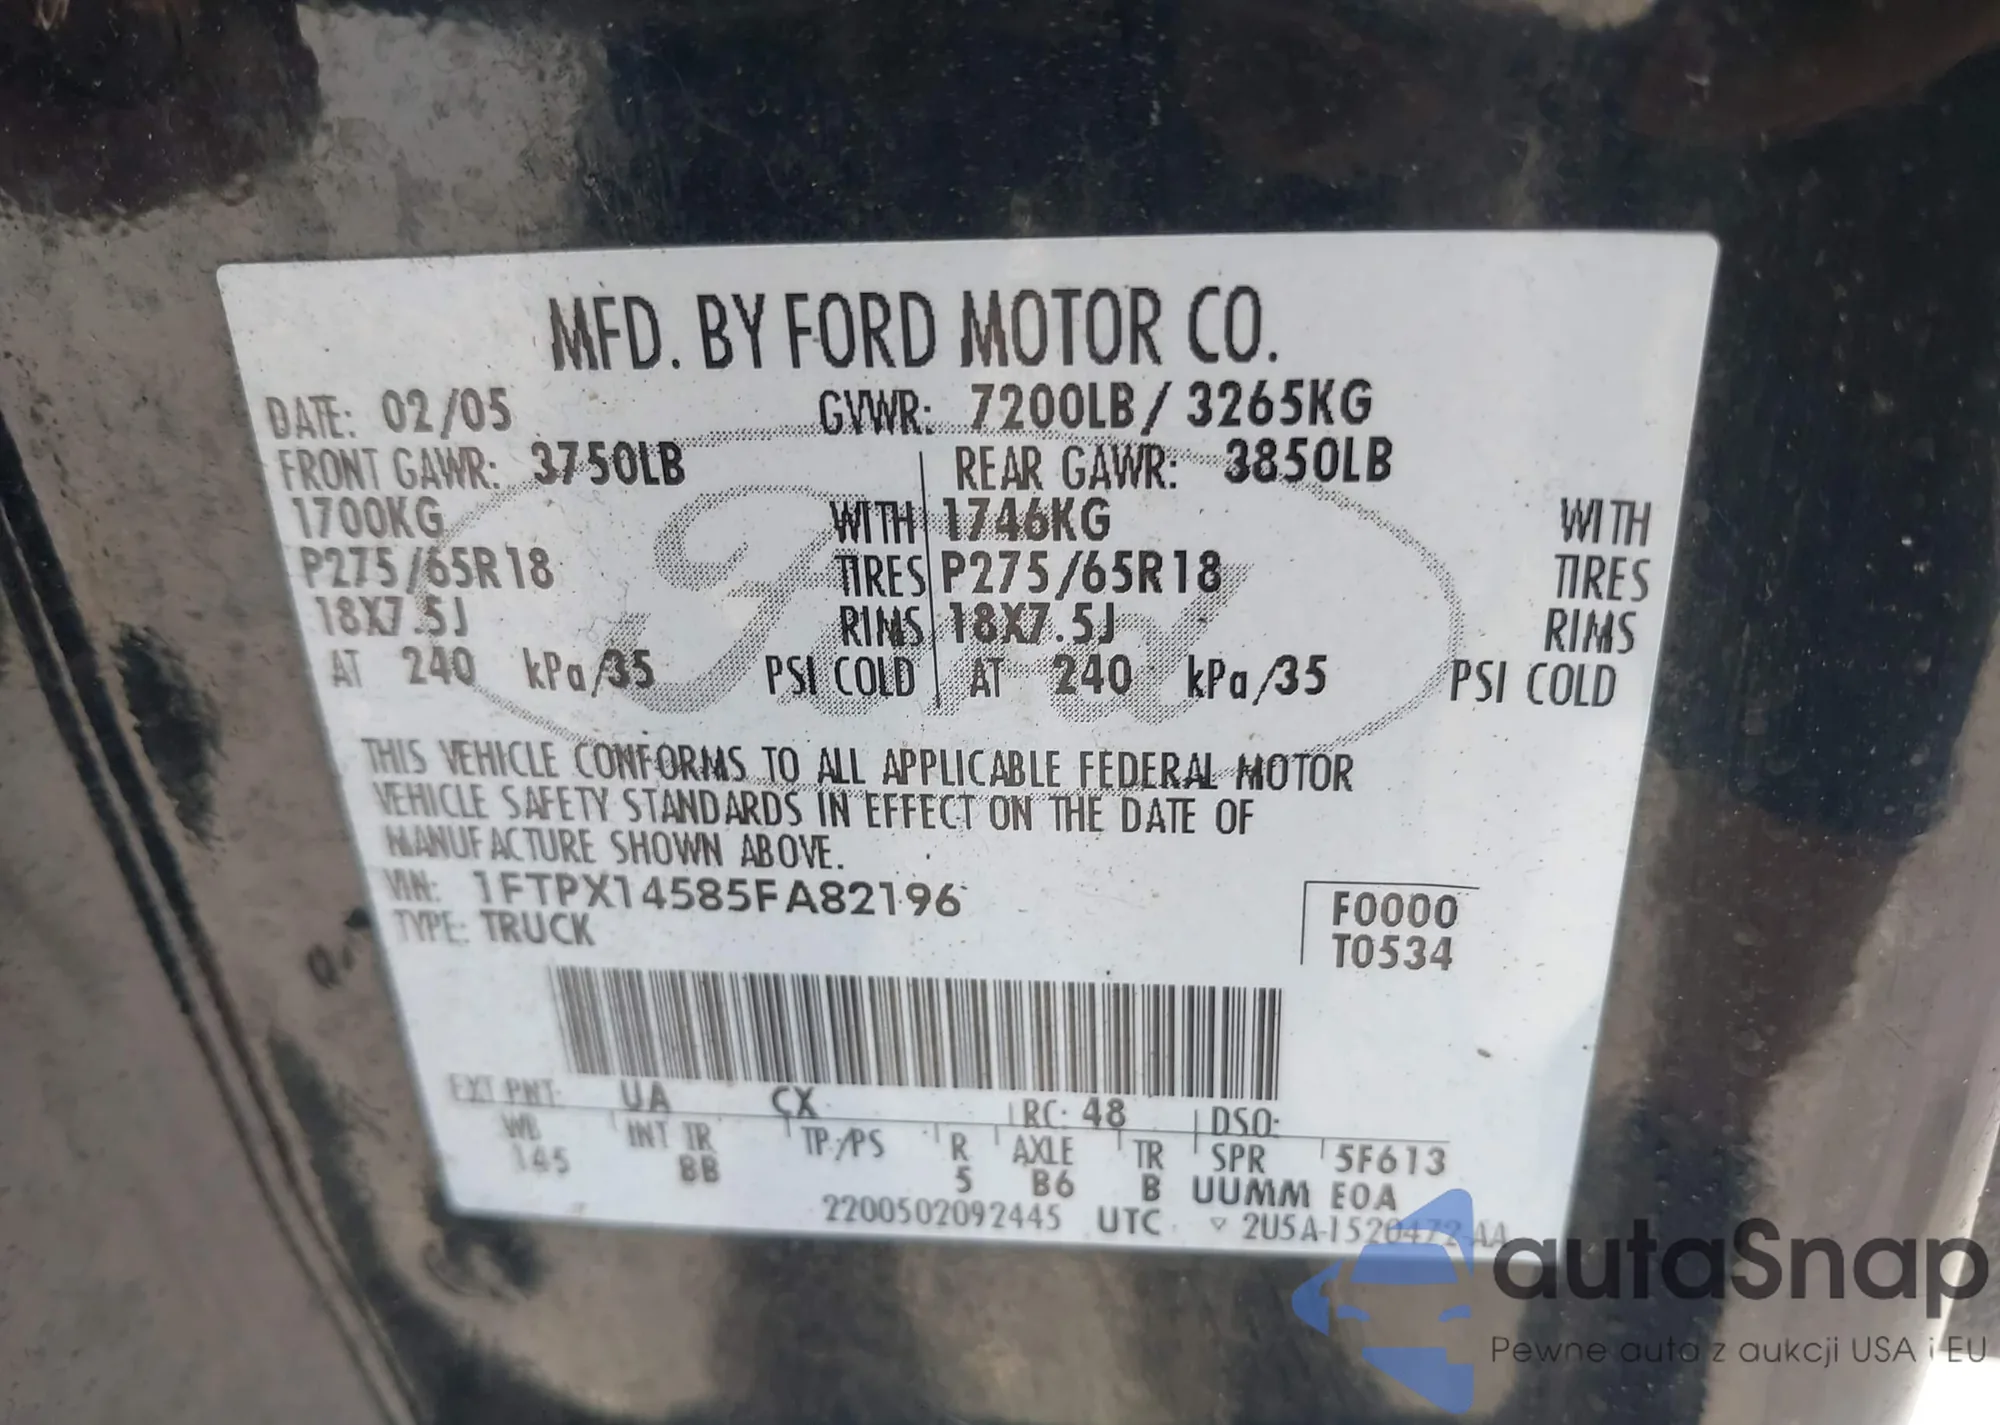 MFD. BY FORD MOTOR CO.
DATE: 02/05 GVWR: 7200LB / 3265KG
FRONT GAWR: 3750LB REAR GAWR: 3850LB
1700KG WITH 1746KG WITH
P275/65R18 TIRES P275/65R18 TIRES
18X7.5J RIMS 18X7.5J RIMS
AT 240 kPa/35 PSI COLD AT 240 kPa/35 PSI COLD
Ford
THIS VEHICLE CONFORMS TO ALL APPLICABLE FEDERAL MOTOR
VEHICLE SAFETY STANDARDS IN EFFECT ON THE DATE OF
MANUFACTURE SHOWN ABOVE.
VIN: 1FTPX14585FA82196
TYPE: TRUCK
F0000
T0534
EXT PNT: UA CX RC: 48 DSO:
WB INT TR TP/PS R AXLE TR SPR 5F613
145 BB 5 B6 B UUMM EOA
2200502092445 UTC ▽ 2U5A-1520472-AA
autaSnap
Pewne auta z aukcji USA i EU